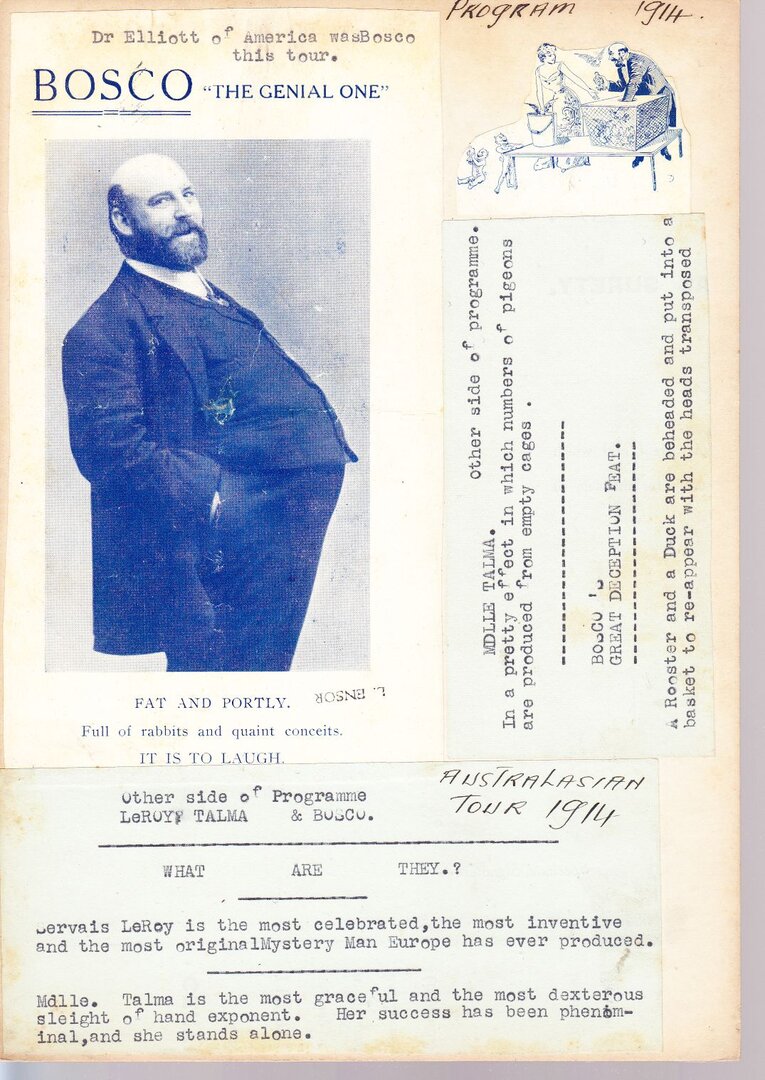 Dr Elliott of America wasBosco
this tour.
BOSCO "THE GENIAL ONE"
FAT AND PORTLY.
L. ENSOR
Full of rabbits and quaint conceits.
IT IS TO LAUGH.
PROGRAM 1914.
Other side of programme.
MDLLE TALMA.
In a pretty effect in which numbers of pigeons
are produced from empty cages .
BOSCO 'S
GREAT DECEPTION FEAT.
A Rooster and a Duck are beheaded and put into a
basket to re-appear with the heads transposed
AUSTRALASIAN
TOUR 1914
Other side of Programme
LeROY TALMA & BOSCO.
WHAT ARE THEY.?
Servais LeRoy is the most celebrated,the most inventive
and the most originalMystery Man Europe has ever produced.
Mdlle. Talma is the most graceful and the most dexterous
sleight of hand exponent. Her success has been phenom-
inal,and she stands alone.